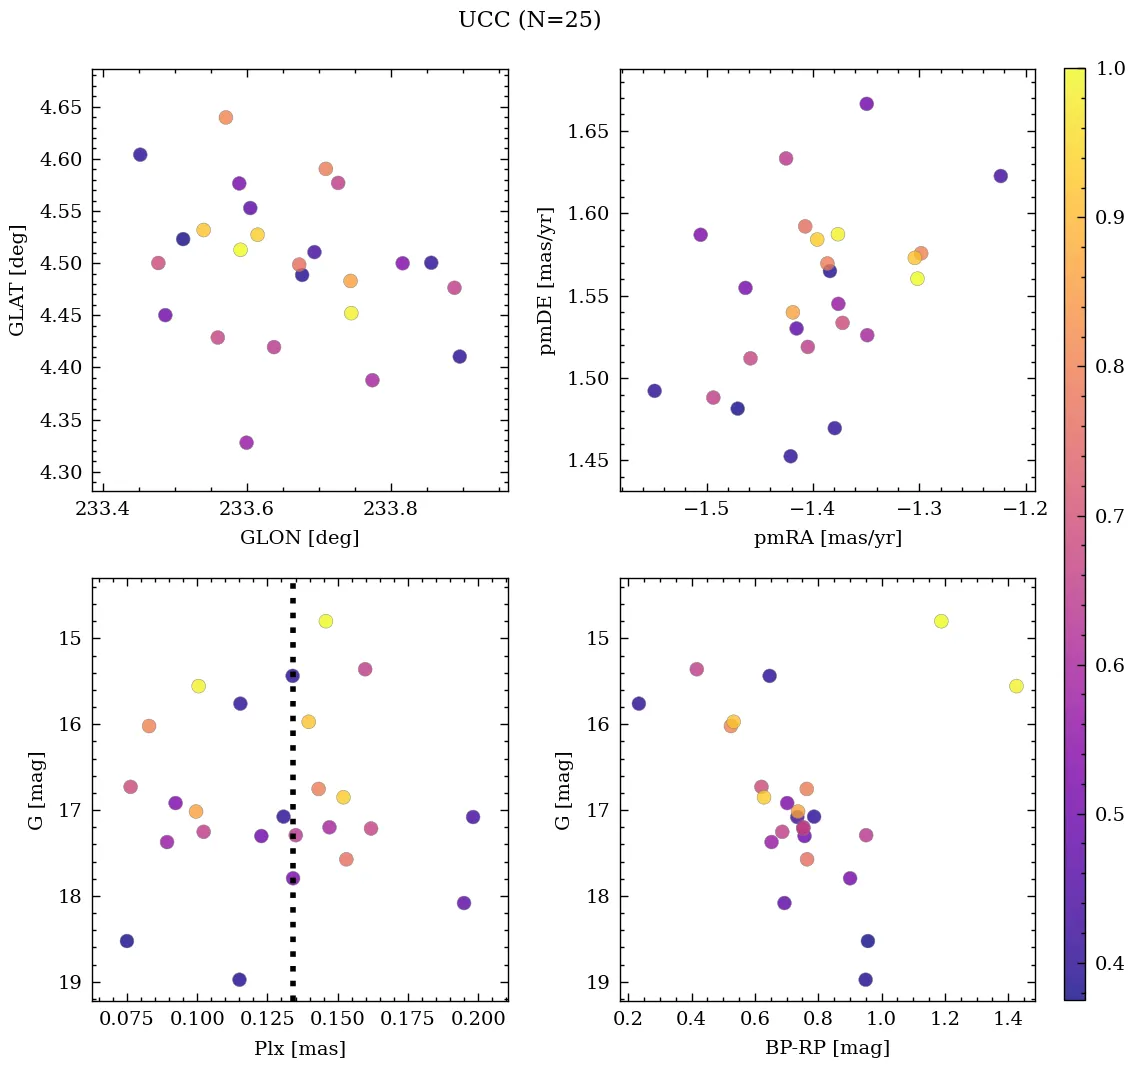 UCC (N=25)
4.65
4.60
4.55
4.50
4.45
4.40
4.35
4.30
GLAT [deg]
233.4 233.6 233.8
GLON [deg]
1.65
1.60
1.55
1.50
1.45
pmDE [mas/yr]
−1.5 −1.4 −1.3 −1.2
pmRA [mas/yr]
15
16
17
18
19
G [mag]
0.075 0.100 0.125 0.150 0.175 0.200
Plx [mas]
15
16
17
18
19
G [mag]
0.2 0.4 0.6 0.8 1.0 1.2 1.4
BP-RP [mag]
1.0
0.9
0.8
0.7
0.6
0.5
0.4